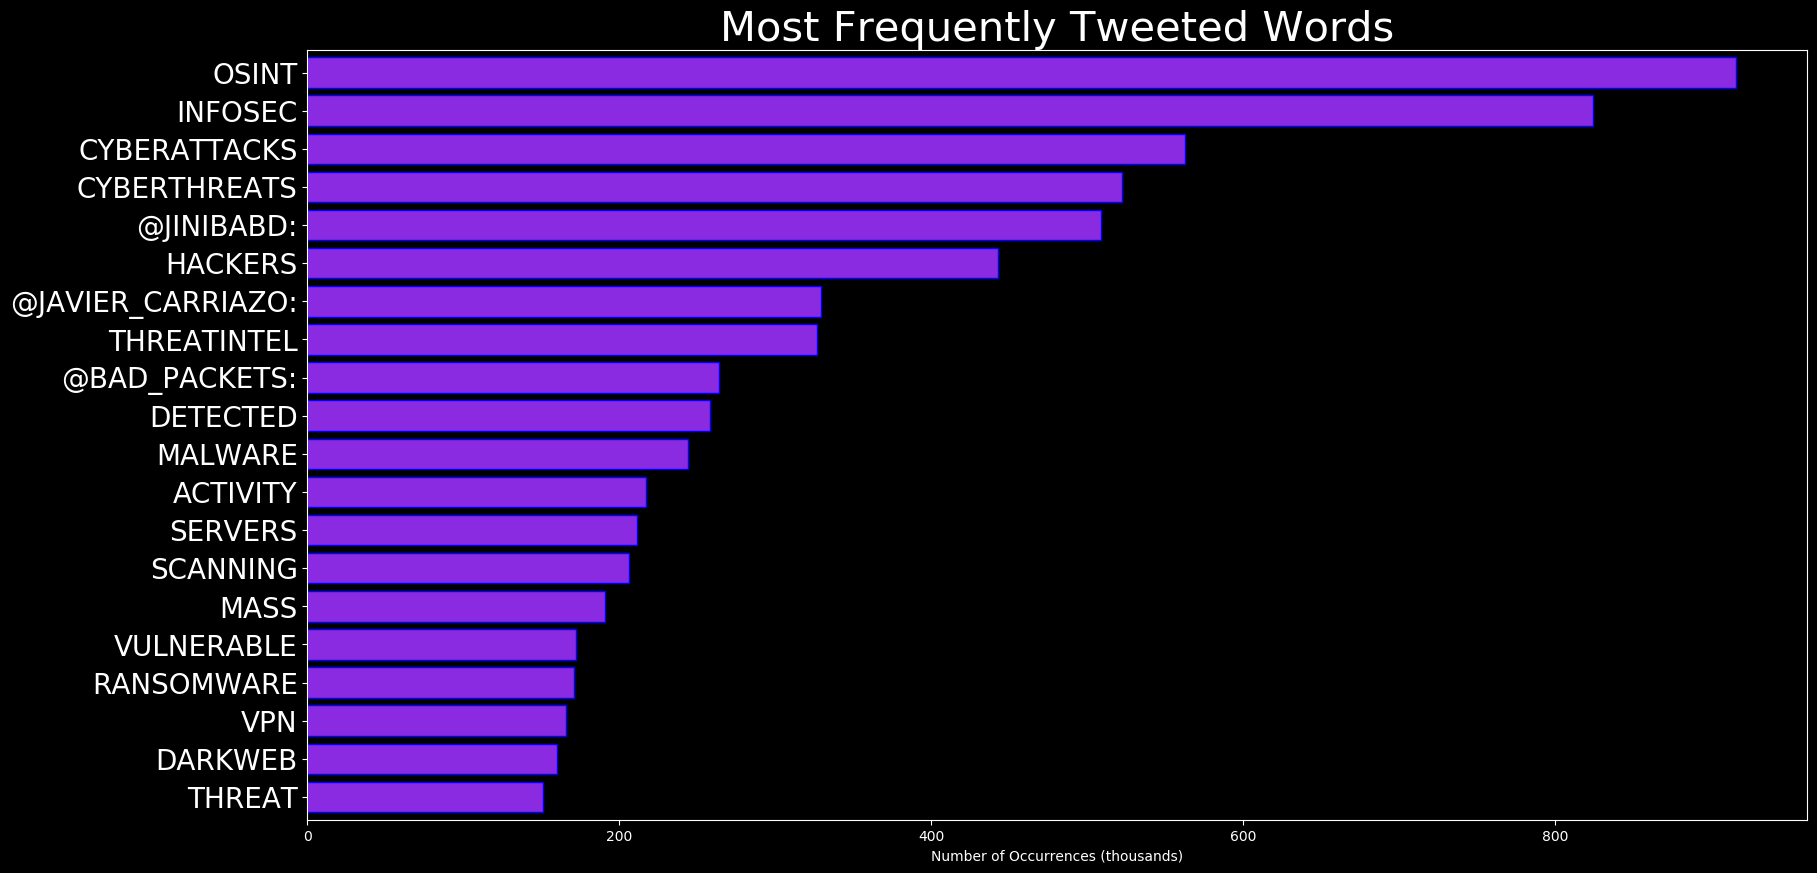 Most Frequently Tweeted Words
OSINT
INFOSEC
CYBERATTACKS
CYBERTHREATS
@JINIBABD:
HACKERS
@JAVIER_CARRIAZO:
THREATINTEL
@BAD_PACKETS:
DETECTED
MALWARE
ACTIVITY
SERVERS
SCANNING
MASS
VULNERABLE
RANSOMWARE
VPN
DARKWEB
THREAT
0 200 400 600 800
Number of Occurrences (thousands)